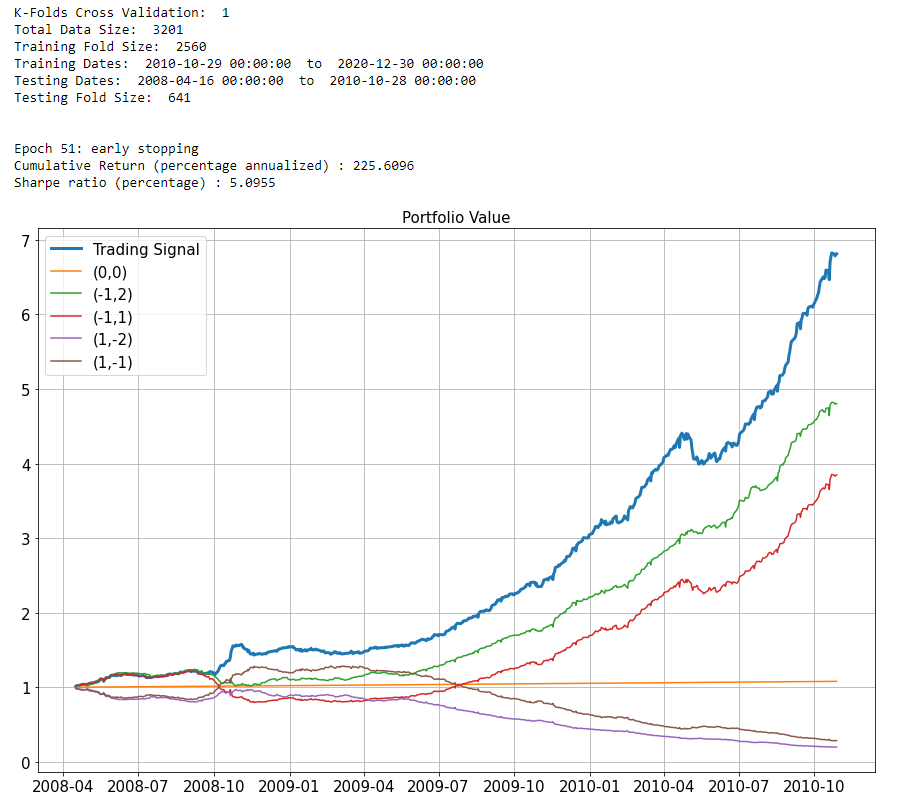 K-Folds Cross Validation:  1
Total Data Size:  3201
Training Fold Size:  2560
Training Dates:  2010-10-29 00:00:00  to  2020-12-30 00:00:00
Testing Dates:  2008-04-16 00:00:00  to  2010-10-28 00:00:00
Testing Fold Size:  641
Epoch 51: early stopping
Cumulative Return (percentage annualized) : 225.6096
Sharpe ratio (percentage) : 5.0955
Portfolio Value
Trading Signal
(0,0)
(-1,2)
(-1,1)
(1,-2)
(1,-1)
7
6
5
4
3
2
1
0
2008-04 2008-07 2008-10 2009-01 2009-04 2009-07 2009-10 2010-01 2010-04 2010-07 2010-10